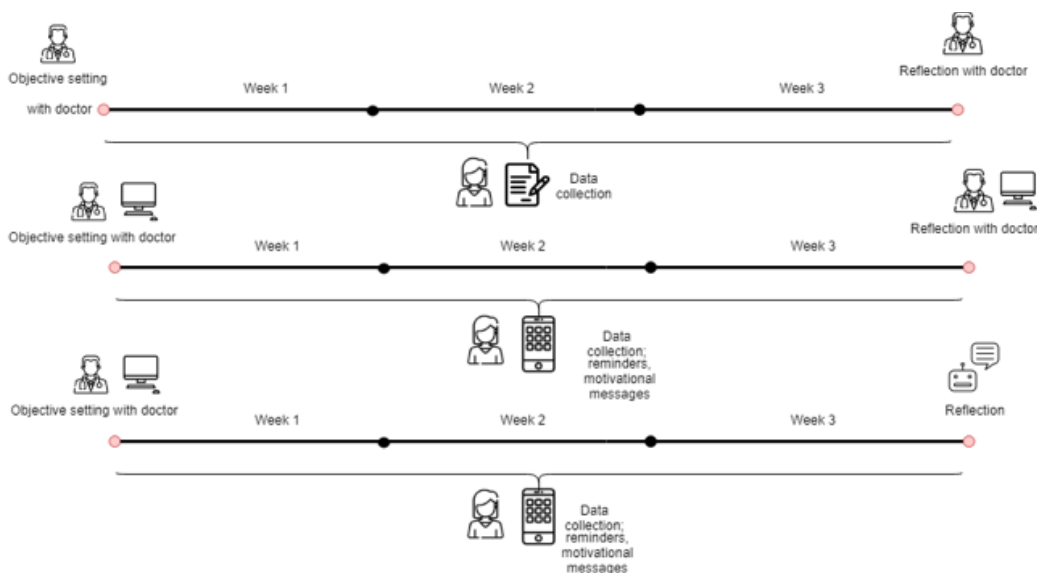 Objective setting
with doctor
Reflection with doctor
Week 1
Week 2
Week 3
Data
collection
Objective setting with doctor
Reflection with doctor
Week 1
Week 2
Week 3
Data
collection;
reminders,
motivational
messages
Objective setting with doctor
Reflection
Week 1
Week 2
Week 3
Data
collection;
reminders,
motivational
messages